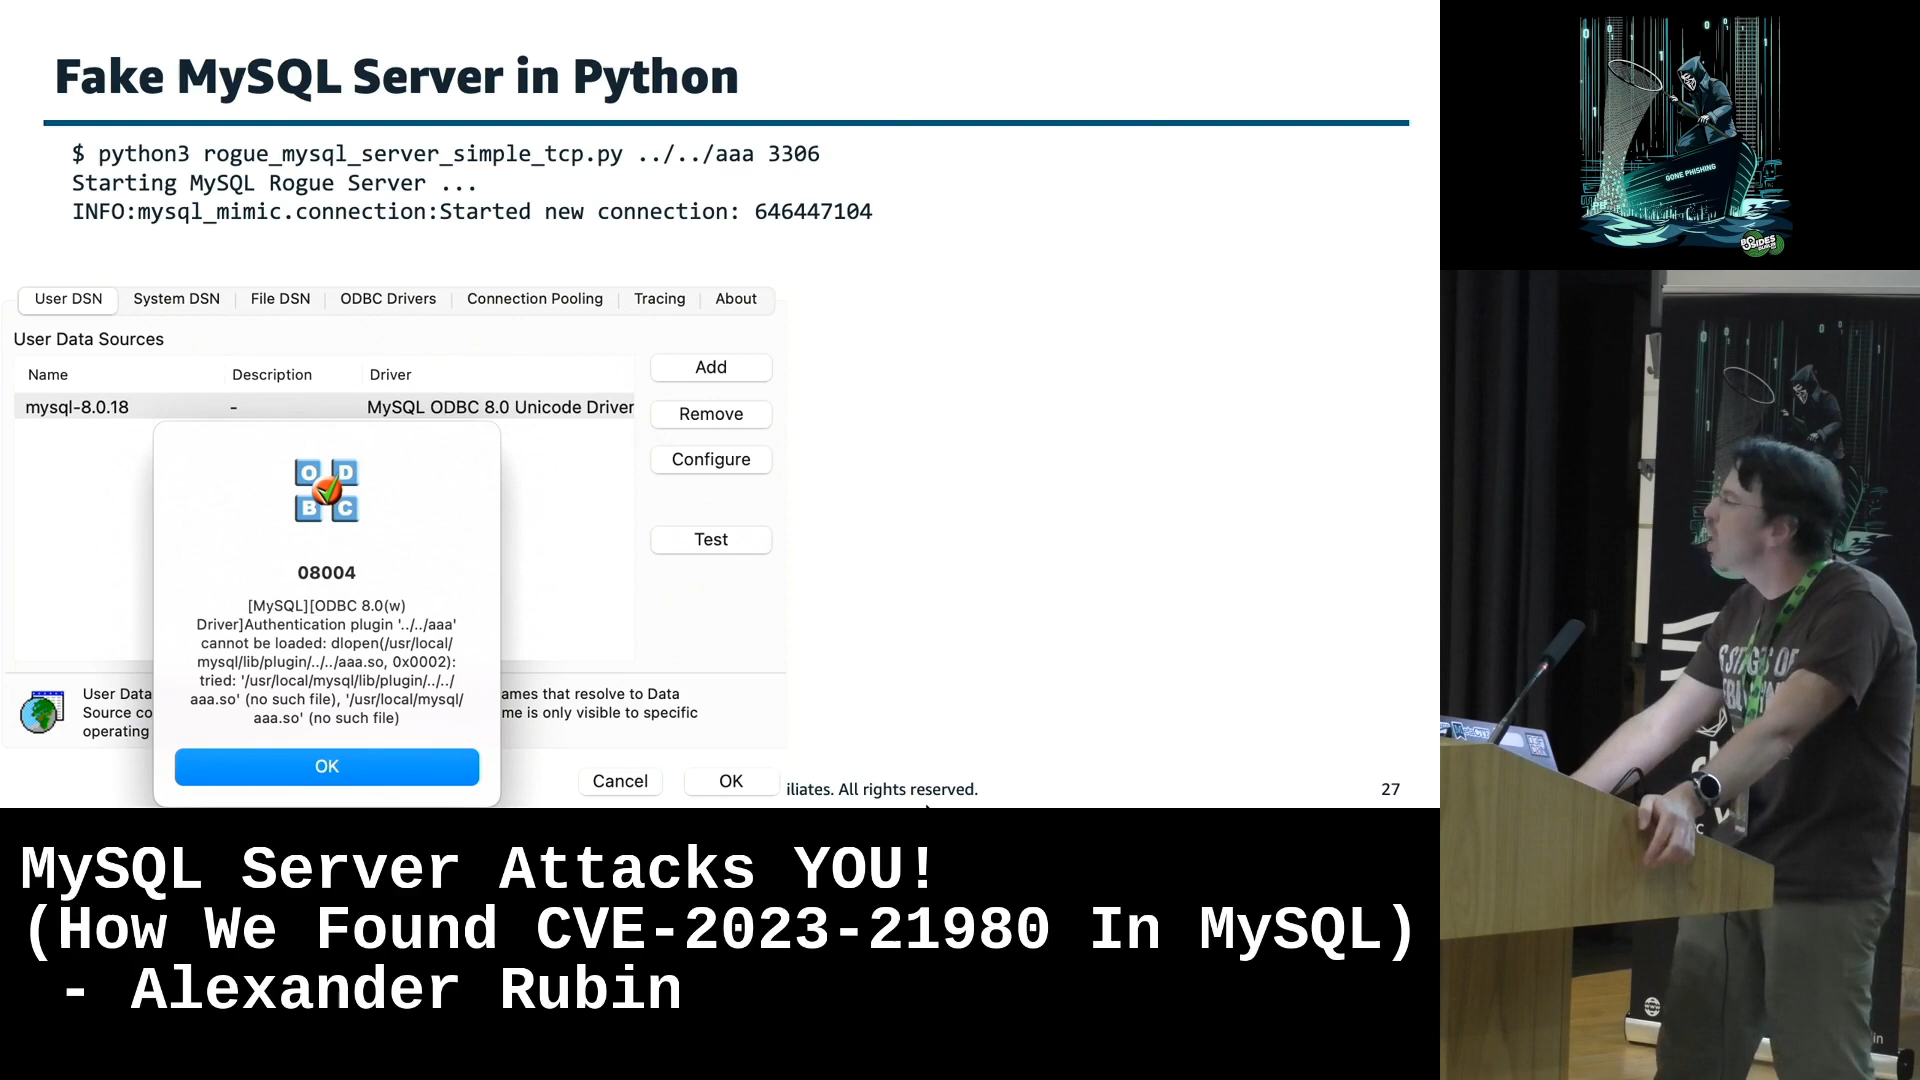 Fake MySQL Server in Python
$ python3 rogue_mysql_server_simple_tcp.py ../../aaa 3306
Starting MySQL Rogue Server ...
INFO:mysql_mimic.connection:Started new connection: 646447104
User DSN System DSN File DSN ODBC Drivers Connection Pooling Tracing About
User Data Sources
Name Description Driver
mysql-8.0.18 - MySQL ODBC 8.0 Unicode Driver
Add
Remove
Configure
Test
O D
B C
08004
[MySQL][ODBC 8.0(w)
Driver]Authentication plugin '../../aaa'
cannot be loaded: dlopen(/usr/local/
mysql/lib/plugin/../../aaa.so, 0x0002):
tried: '/usr/local/mysql/lib/plugin/../../
aaa.so' (no such file), '/usr/local/mysql/
aaa.so' (no such file)
OK
User Data ames that resolve to Data
Source co me is only visible to specific
operating
Cancel OK
iliates. All rights reserved.
27
GONE PHISHING
BSIDES
MySQL Server Attacks YOU!
(How We Found CVE-2023-21980 In MySQL)
- Alexander Rubin